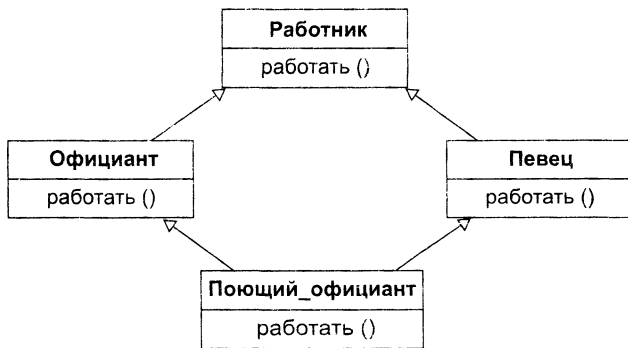 Работник
работать ()
Официант
работать ()
Певец
работать ()
Поющий_официант
работать ()